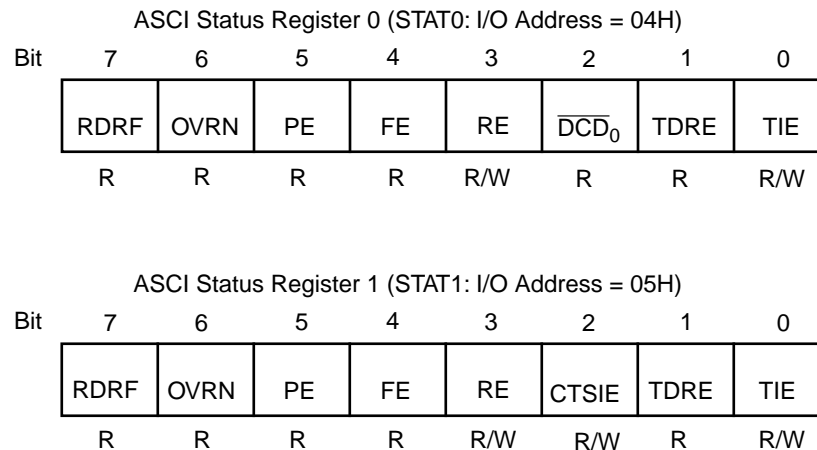 ASCI Status Register 0 (STAT0: I/O Address = 04H)
Bit 7 6 5 4 3 2 1 0
RDRF OVRN PE FE RE D̅C̅D̅₀ TDRE TIE
R R R R R/W R R R/W
ASCI Status Register 1 (STAT1: I/O Address = 05H)
Bit 7 6 5 4 3 2 1 0
RDRF OVRN PE FE RE CTSIE TDRE TIE
R R R R R/W R/W R R/W